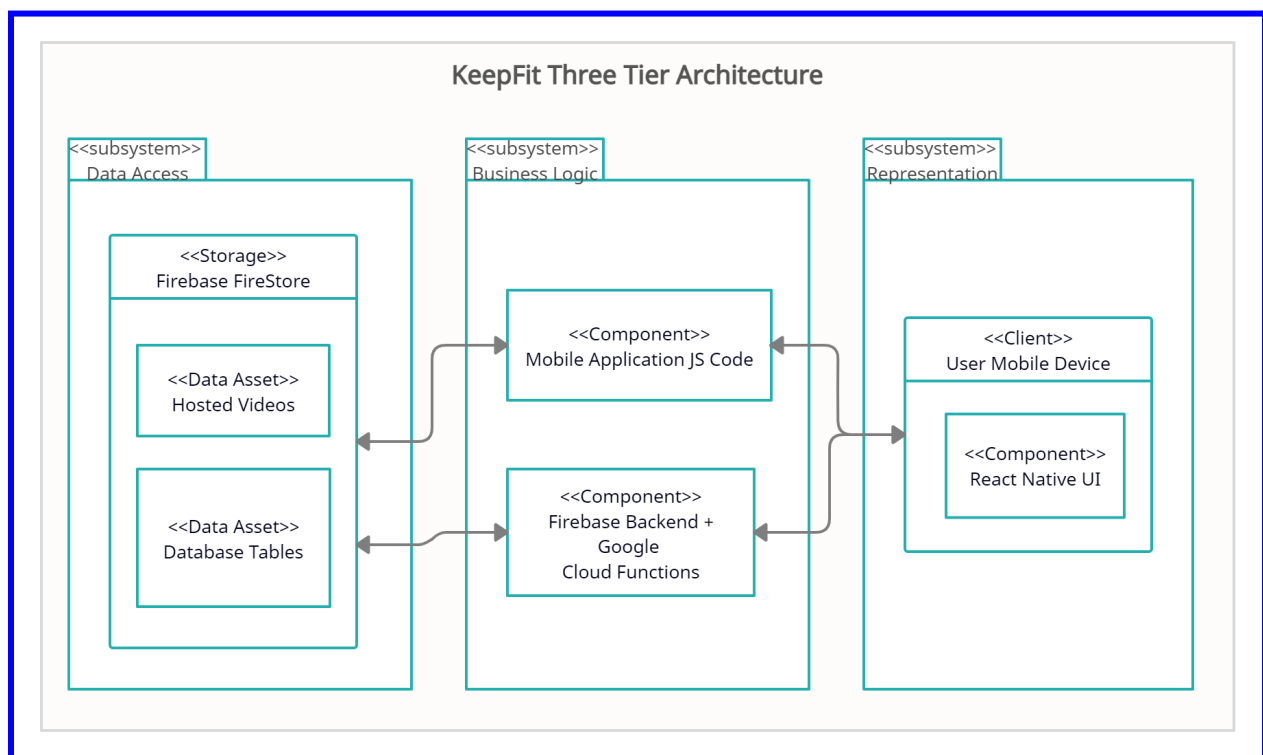 KeepFit Three Tier Architecture
<<subsystem>>
Data Access
<<Storage>>
Firebase FireStore
<<Data Asset>>
Hosted Videos
<<Data Asset>>
Database Tables
<<subsystem>>
Business Logic
<<Component>>
Mobile Application JS Code
<<Component>>
Firebase Backend +
Google
Cloud Functions
<<subsystem>>
Representation
<<Client>>
User Mobile Device
<<Component>>
React Native UI